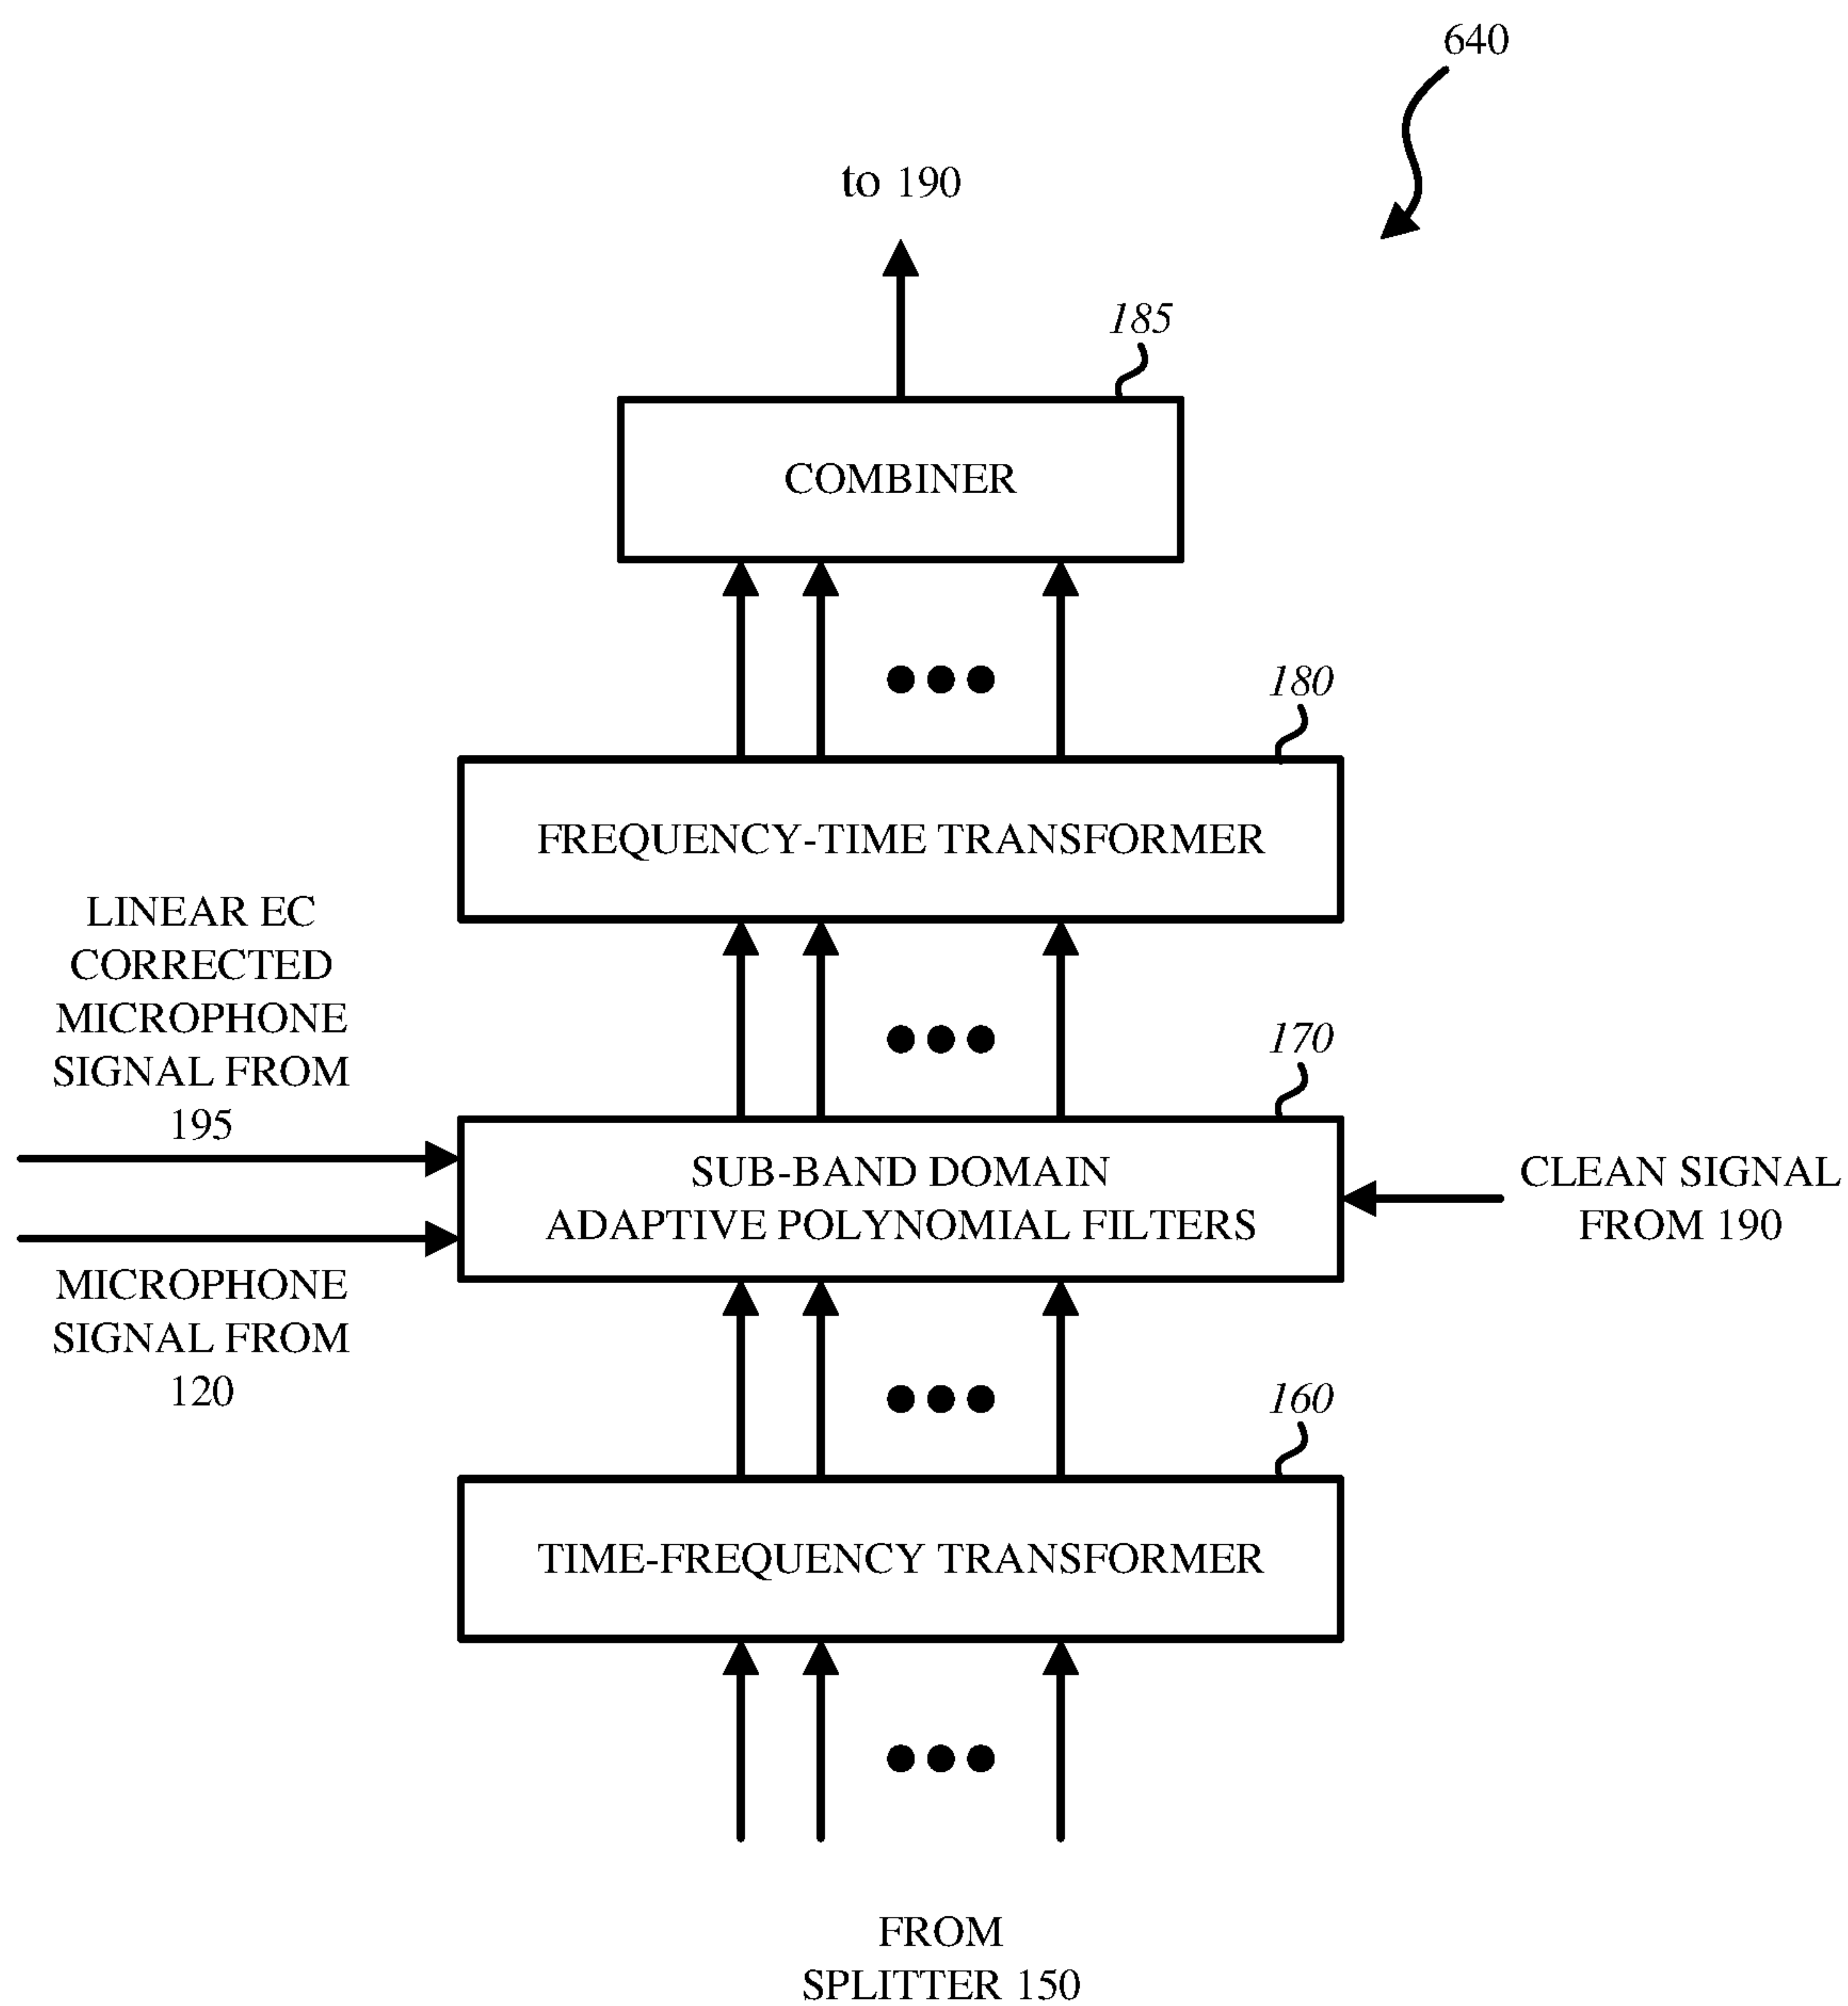 640
to 190
185
COMBINER
180
FREQUENCY-TIME TRANSFORMER
LINEAR EC
CORRECTED
MICROPHONE
SIGNAL FROM
195
170
SUB-BAND DOMAIN
ADAPTIVE POLYNOMIAL FILTERS
CLEAN SIGNAL
FROM 190
MICROPHONE
SIGNAL FROM
120
160
TIME-FREQUENCY TRANSFORMER
FROM
SPLITTER 150